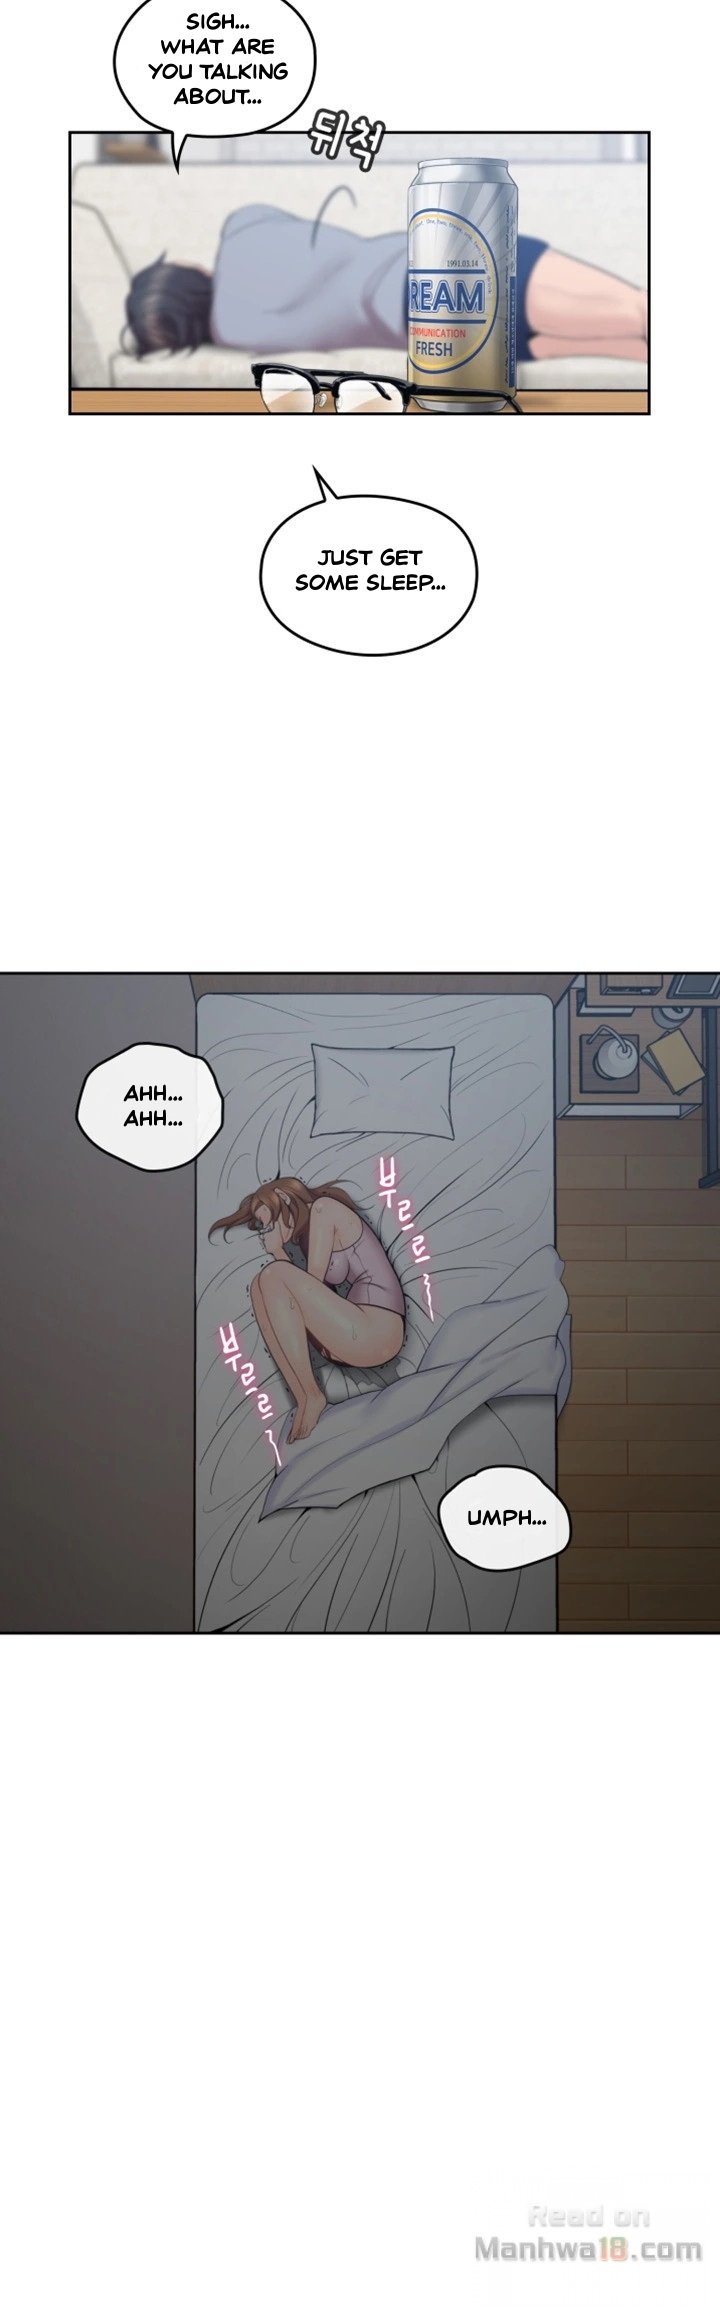 SIGH...
WHAT ARE
YOU TALKING
ABOUT...
뒤척
1991.03.14
REAM
COMMUNICATION
FRESH
JUST GET
SOME SLEEP...
AHH...
AHH...
부르르~
부르르~
UMPH...
Read on
Manhwa18.com